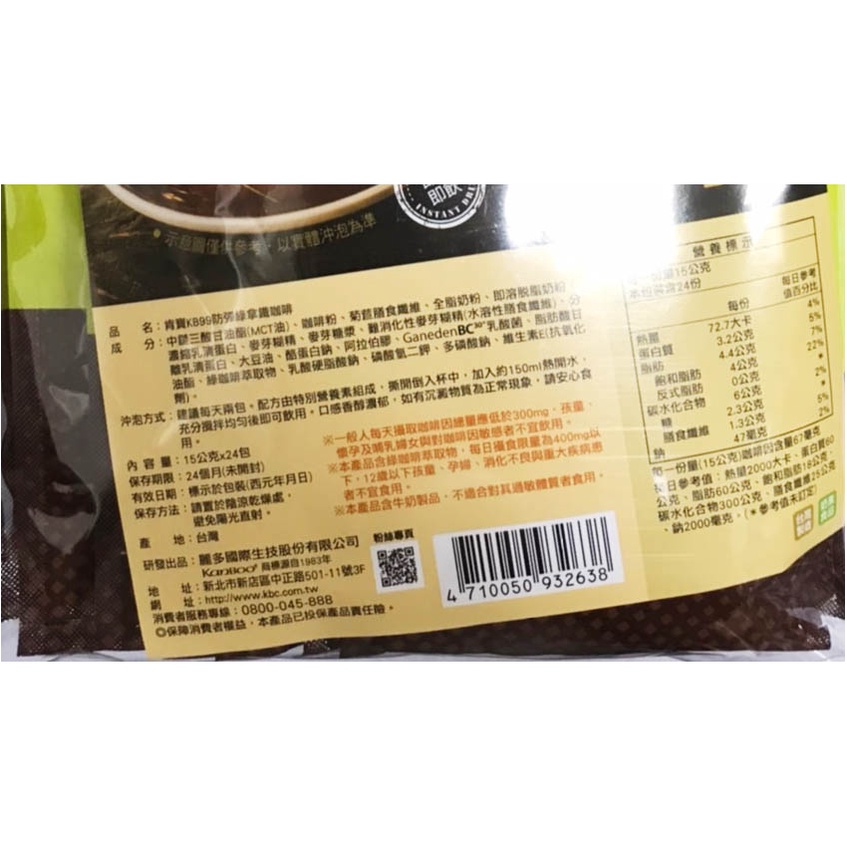 即飲
INSTANT DRI
●示意圖僅供參考，以實體沖泡為準
品　名：肯寶KB99防彈綠拿鐵咖啡
成　分：中鏈三酸甘油酯(MCT油)、咖啡粉、菊苣膳食纖維、全脂奶粉、即溶脫脂奶粉、
濃縮乳清蛋白、麥芽糊精、麥芽糖漿、難消化性麥芽糊精(水溶性膳食纖維)、分
離乳清蛋白、大豆油、酪蛋白鈉、阿拉伯膠、GanedenBC30™乳酸菌、脂肪酸甘
油酯、綠咖啡萃取物、乳酸硬脂酸鈉、磷酸氫二鉀、多磷酸鈉、維生素E(抗氧化
劑)。
沖泡方式：建議每天兩包。配方由特別營養素組成，撕開倒入杯中，加入約150ml熱開水，
充分攪拌均勻後即可飲用。口感香醇濃郁，如有沉澱物質為正常現象，請安心食
用。
內 容 量：15公克x24包
保存期限：24個月(未開封)
有效日期：標示於包裝(西元年月日)
保存方法：請置於陰涼乾燥處，
避免陽光直射。
產　地：台灣
※一般人每天攝取咖啡因總量應低於300mg，孩童、
懷孕及哺乳婦女與對咖啡因敏感者不宜飲用。
※本產品含綠咖啡萃取物，每日攝食限量為400mg以
下，12歲以下孩童、孕婦、消化不良與重大疾病患
者不宜食用。
※本產品含牛奶製品，不適合對其過敏體質者食用。
研發出品：麗多國際生技股份有限公司
KanBoo® 商標源自1983年
地　址：新北市新店區中正路501-11號3F
網　址：http://www.kbc.com.tw
消費者服務專線：0800-045-888
◎保障消費者權益，本產品已投保產品責任險。
粉絲專頁
4 710050 932638
營養標示
每一份量15公克
本包裝含24份
每份 每日參考值百分比
熱量 72.7大卡 4%
蛋白質 3.2公克 5%
脂肪 4.4公克 7%
飽和脂肪 4公克 22%
反式脂肪 0公克 *
碳水化合物 6公克 2%
糖 2.3公克 *
膳食纖維 1.3公克 5%
鈉 47毫克 2%
每一份量(15公克)咖啡因含量67毫克
每日參考值：熱量2000大卡、蛋白質60
公克、脂肪60公克、飽和脂肪18公克、
碳水化合物300公克、膳食纖維25公克
、鈉2000毫克。(＊參考值未訂定)